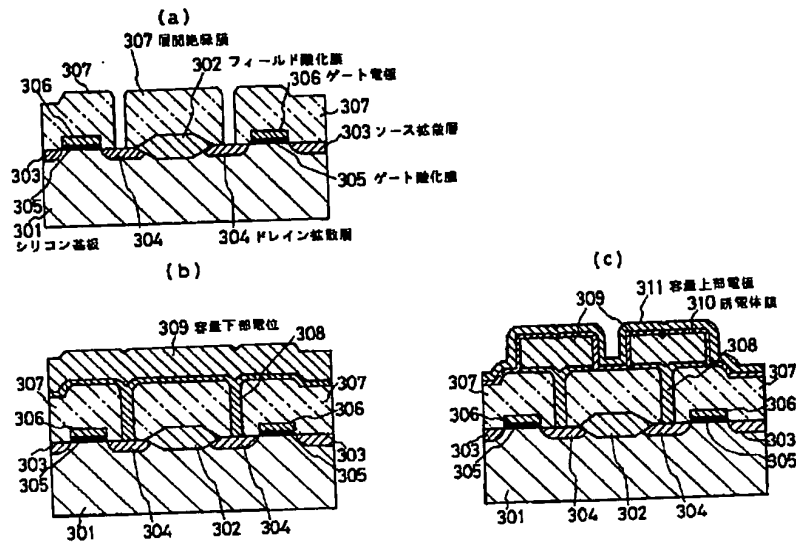 (a)
307 層間絶縁膜
302 フィールド酸化膜
306 ゲート電極
307
306
307
303 ソース拡散層
303
305
305 ゲート酸化膜
301
シリコン基板
304
304 ドレイン拡散層
(b)
309 容量下部電位
308
307
307
306
306
303
303
305
305
301
304
302
304
(c)
311 容量上部電極
309
310 誘電体膜
308
307
307
306
306
303
303
305
305
301
304
302
304